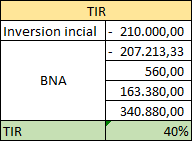 TIR
Inversion incial - 210.000,00
- 207.213,33
BNA 560,00
163.380,00
340.880,00
TIR 40%